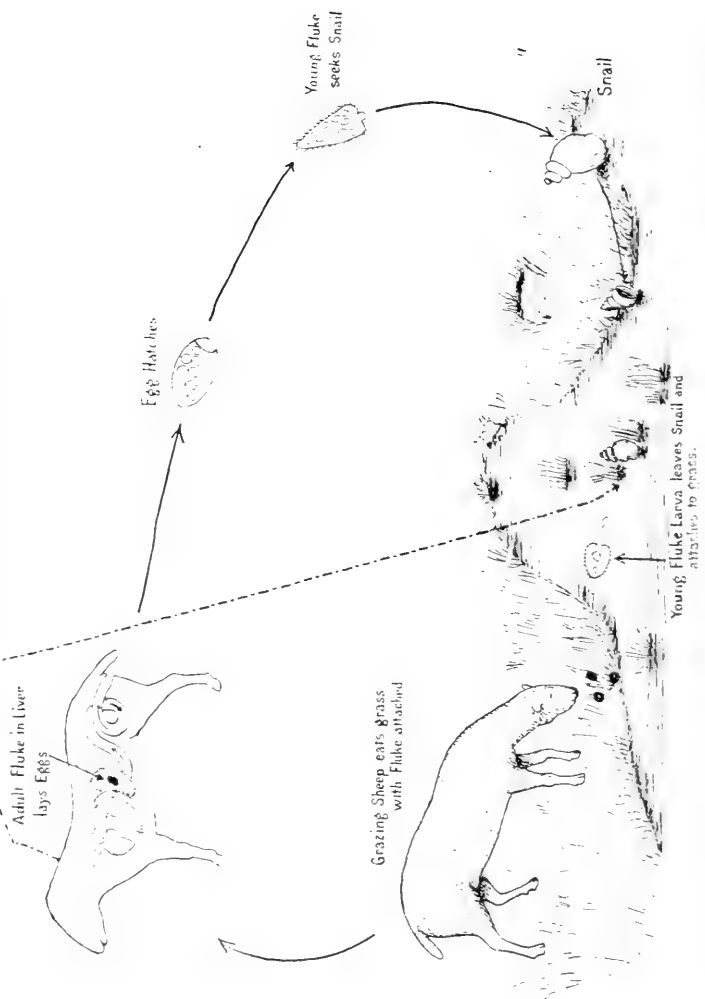 Adult Fluke in Liver
lays Eggs
Egg Hatches
Young Fluke
seeks Snail
Snail
Young Fluke Larva leaves Snail and
attaches to grass.
Grazing Sheep eats grass
with Fluke attached